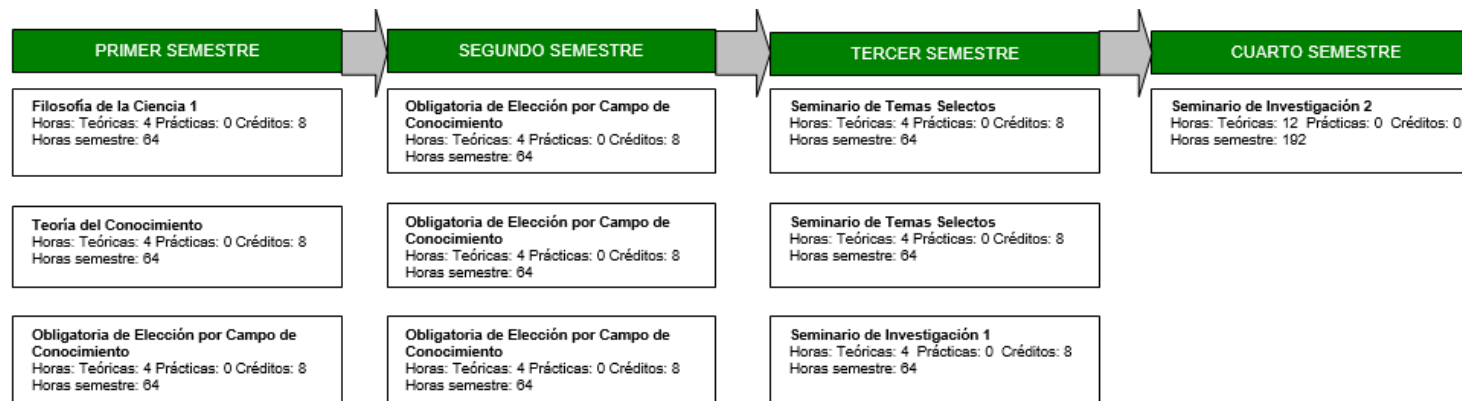 PRIMER SEMESTRE
SEGUNDO SEMESTRE
TERCER SEMESTRE
CUARTO SEMESTRE
Filosofía de la Ciencia 1
Horas: Teóricas: 4 Prácticas: 0 Créditos: 8
Horas semestre: 64
Obligatoria de Elección por Campo de
Conocimiento
Horas: Teóricas: 4 Prácticas: 0 Créditos: 8
Horas semestre: 64
Seminario de Temas Selectos
Horas: Teóricas: 4 Prácticas: 0 Créditos: 8
Horas semestre: 64
Seminario de Investigación 2
Horas: Teóricas: 12 Prácticas: 0 Créditos: 0
Horas semestre: 192
Teoría del Conocimiento
Horas: Teóricas: 4 Prácticas: 0 Créditos: 8
Horas semestre: 64
Obligatoria de Elección por Campo de
Conocimiento
Horas: Teóricas: 4 Prácticas: 0 Créditos: 8
Horas semestre: 64
Seminario de Temas Selectos
Horas: Teóricas: 4 Prácticas: 0 Créditos: 8
Horas semestre: 64
Obligatoria de Elección por Campo de
Conocimiento
Horas: Teóricas: 4 Prácticas: 0 Créditos: 8
Horas semestre: 64
Obligatoria de Elección por Campo de
Conocimiento
Horas: Teóricas: 4 Prácticas: 0 Créditos: 8
Horas semestre: 64
Seminario de Investigación 1
Horas: Teóricas: 4 Prácticas: 0 Créditos: 8
Horas semestre: 64